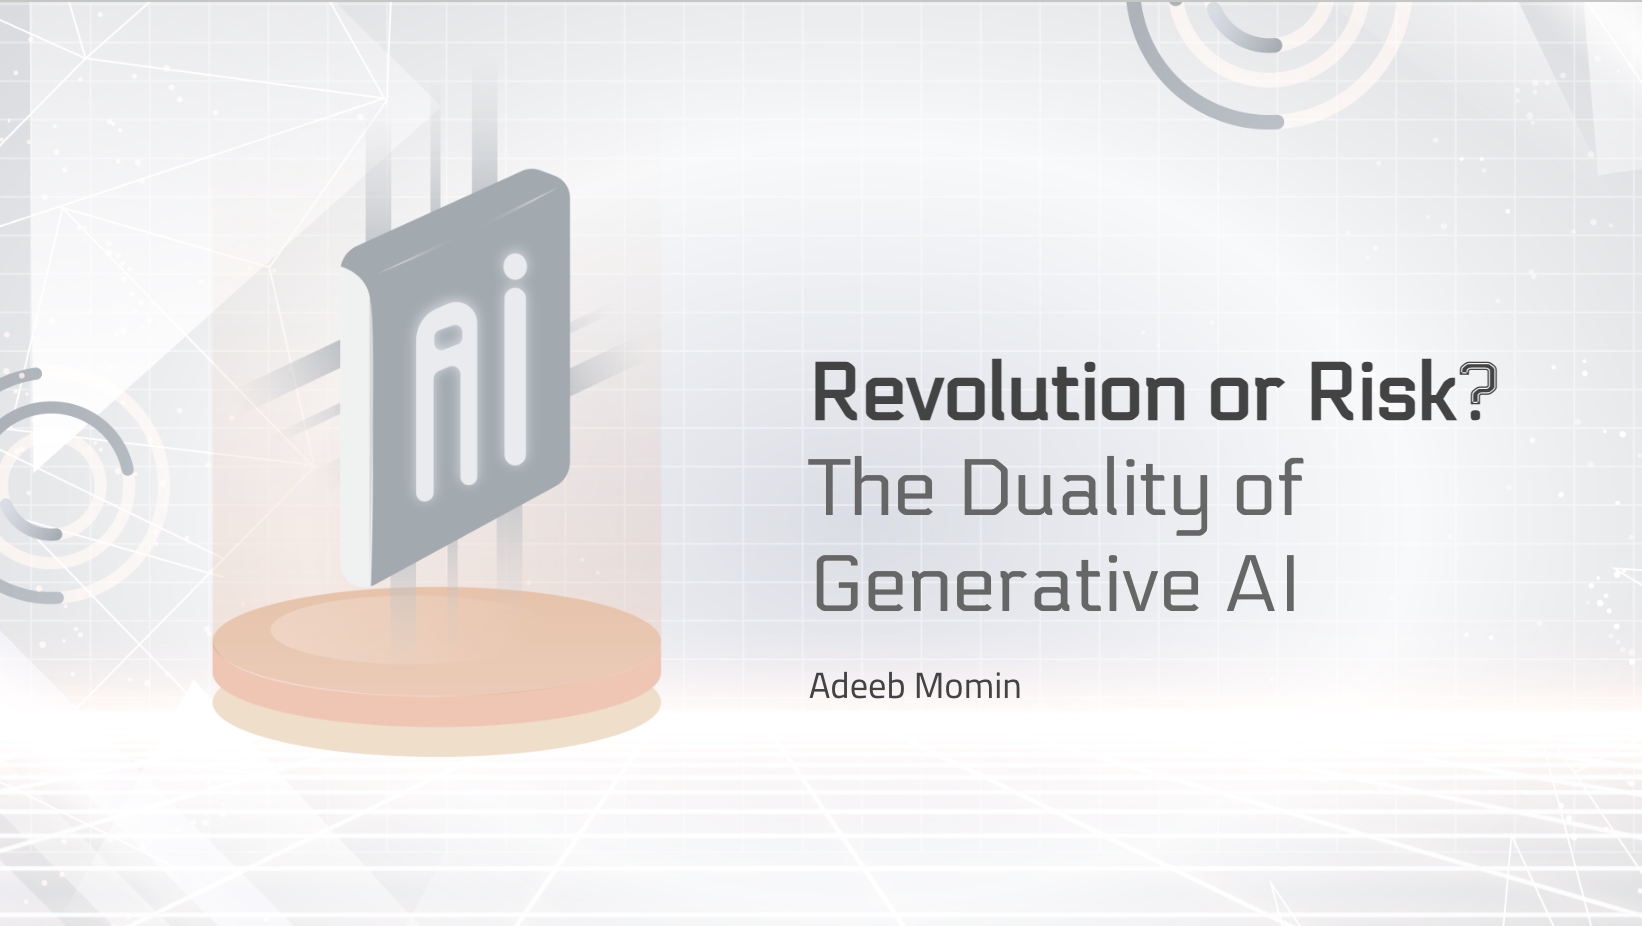 AI
Revolution or Risk?
The Duality of
Generative AI
Adeeb Momin